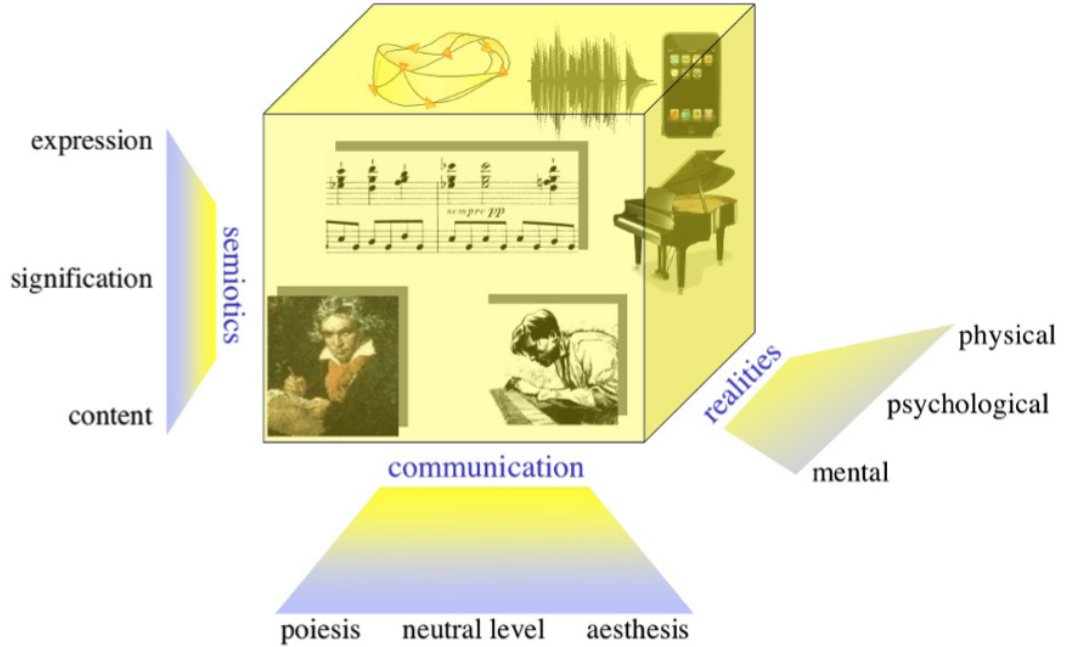 expression
signification
content
semiotics
sempre pp
realities
physical
psychological
mental
communication
poiesis neutral level aesthesis